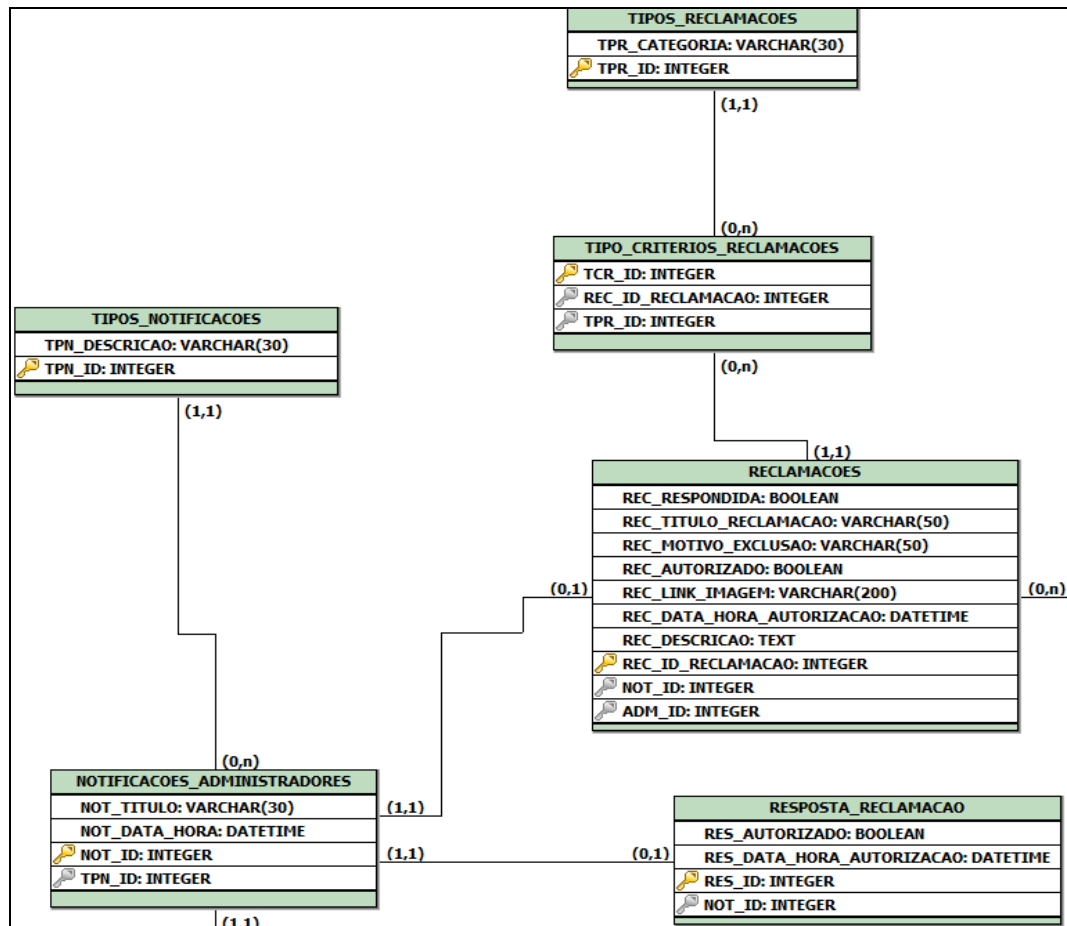 TIPOS_RECLAMACOES
TPR_CATEGORIA: VARCHAR(30)
TPR_ID: INTEGER
(1,1)
(0,n)
TIPO_CRITERIOS_RECLAMACOES
TCR_ID: INTEGER
REC_ID_RECLAMACAO: INTEGER
TPR_ID: INTEGER
(0,n)
TIPOS_NOTIFICACOES
TPN_DESCRICAO: VARCHAR(30)
TPN_ID: INTEGER
(1,1)
(1,1)
RECLAMACOES
REC_RESPONDIDA: BOOLEAN
REC_TITULO_RECLAMACAO: VARCHAR(50)
REC_MOTIVO_EXCLUSAO: VARCHAR(50)
REC_AUTORIZADO: BOOLEAN
REC_LINK_IMAGEM: VARCHAR(200)
REC_DATA_HORA_AUTORIZACAO: DATETIME
REC_DESCRICAO: TEXT
REC_ID_RECLAMACAO: INTEGER
NOT_ID: INTEGER
ADM_ID: INTEGER
(0,1)
(0,n)
(0,n)
NOTIFICACOES_ADMINISTRADORES
NOT_TITULO: VARCHAR(30)
NOT_DATA_HORA: DATETIME
NOT_ID: INTEGER
TPN_ID: INTEGER
(1,1)
(1,1)
(0,1)
RESPOSTA_RECLAMACAO
RES_AUTORIZADO: BOOLEAN
RES_DATA_HORA_AUTORIZACAO: DATETIME
RES_ID: INTEGER
NOT_ID: INTEGER
(1,1)